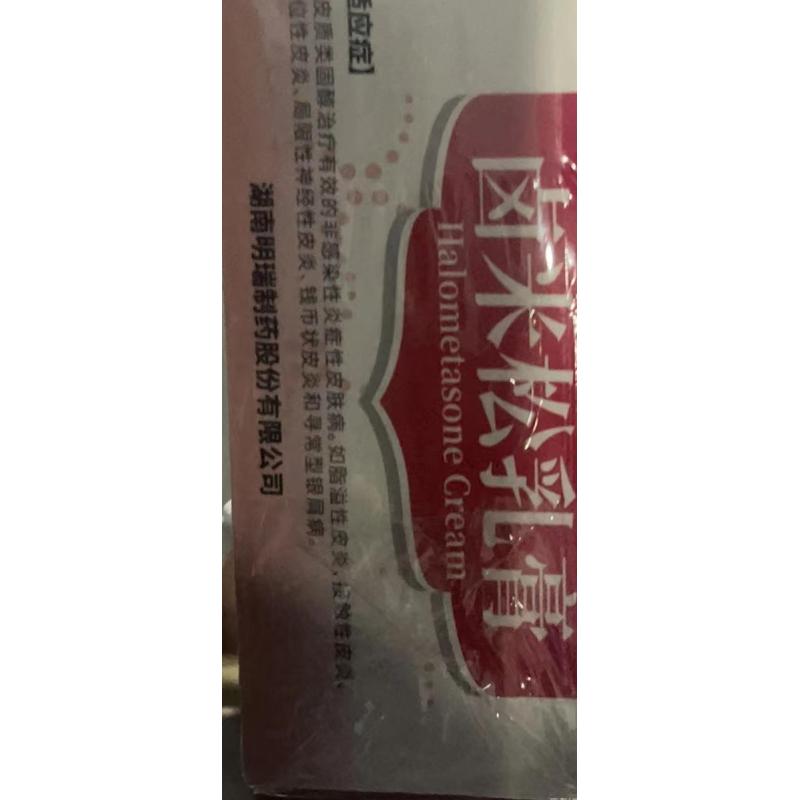 卤米松乳膏
Halometasone Cream
适应症】
皮质类固醇治疗有效的非感染性炎症性皮肤病。如脂溢性皮炎,接触性皮炎、
位性皮炎、局限性神经性皮炎、钱币状皮炎和寻常型银屑病。
湖南明瑞制药股份有限公司